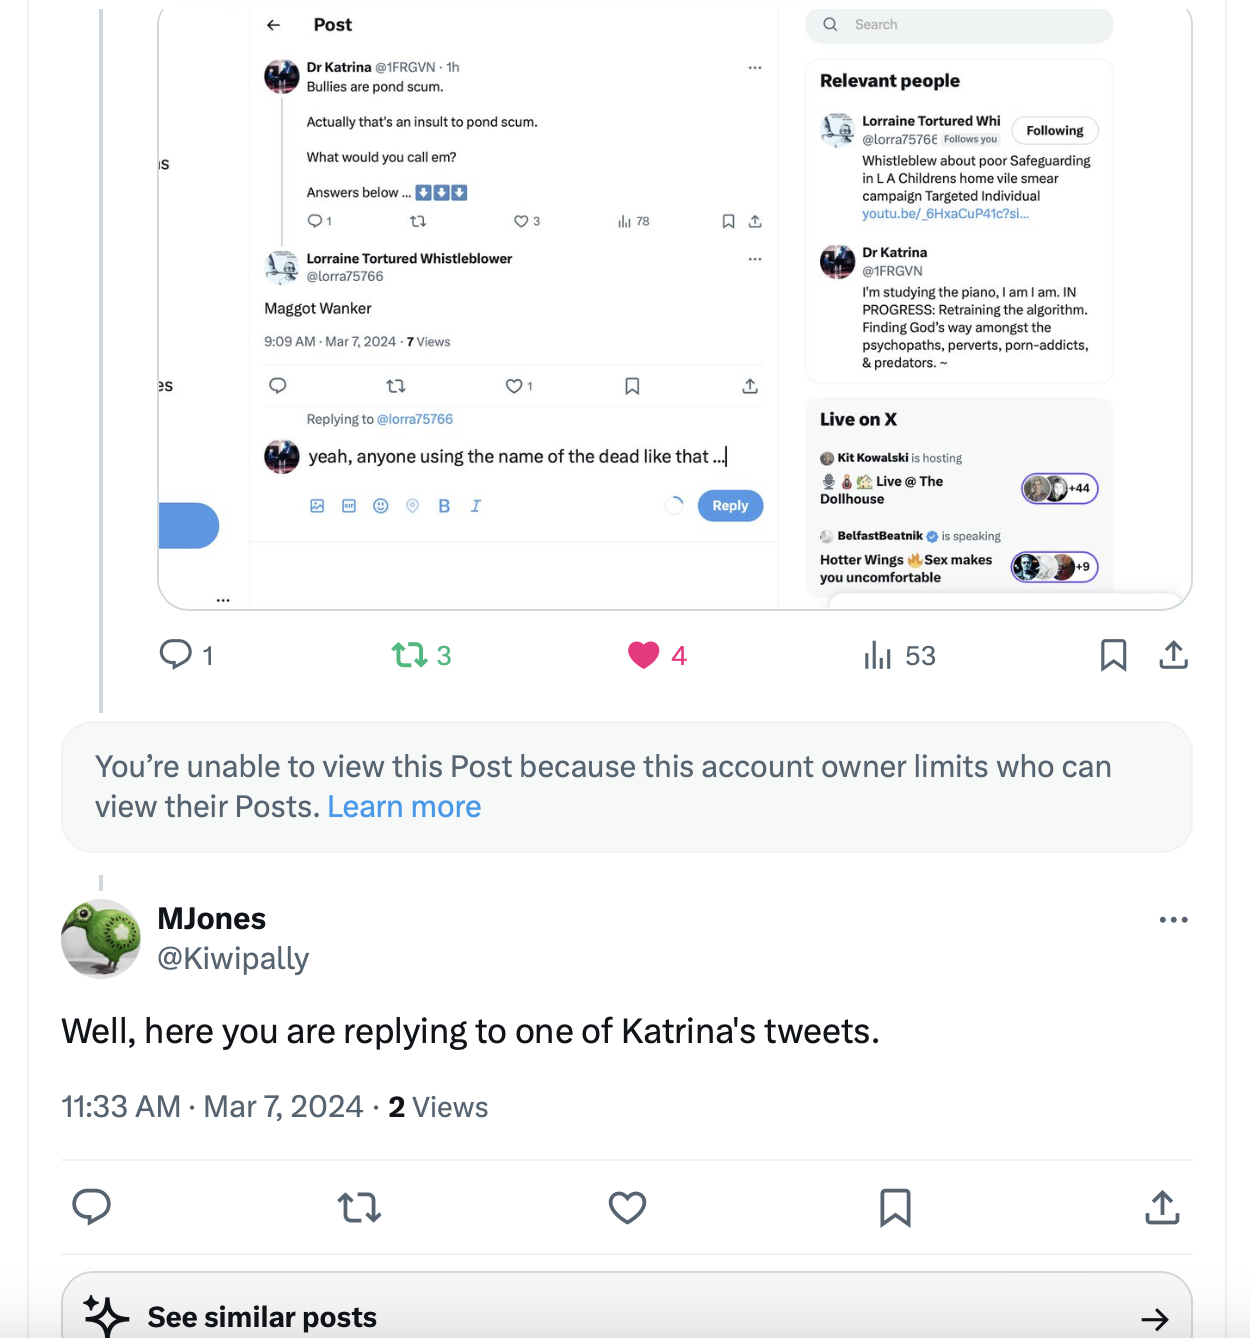 Post
Dr Katrina @1FRGVN · 1h
Bullies are pond scum.
Actually that's an insult to pond scum.
What would you call em?
Answers below ... ⬇️⬇️⬇️
1
3
78
Lorraine Tortured Whistleblower
@lorra75766
Maggot Wanker
9:09 AM · Mar 7, 2024 · 7 Views
1
Replying to @lorra75766
yeah, anyone using the name of the dead like that ...
GIF
B I
Reply
es
Search
Relevant people
Lorraine Tortured Whi
Following
@lorra75766 Follows you
Whistleblew about poor Safeguarding
in L A Childrens home vile smear
campaign Targeted Individual
youtu.be/_6HxaCuP41c?si...
Dr Katrina
@1FRGVN
I'm studying the piano, I am I am. IN
PROGRESS: Retraining the algorithm.
Finding God's way amongst the
psychopaths, perverts, porn-addicts,
& predators. ~
Live on X
Kit Kowalski is hosting
Live @ The
Dollhouse
+44
BelfastBeatnik is speaking
Hotter Wings 🔥Sex makes
you uncomfortable
+9
1
3
4
53
You're unable to view this Post because this account owner limits who can
view their Posts. Learn more
MJones
@Kiwipally
Well, here you are replying to one of Katrina's tweets.
11:33 AM · Mar 7, 2024 · 2 Views
See similar posts